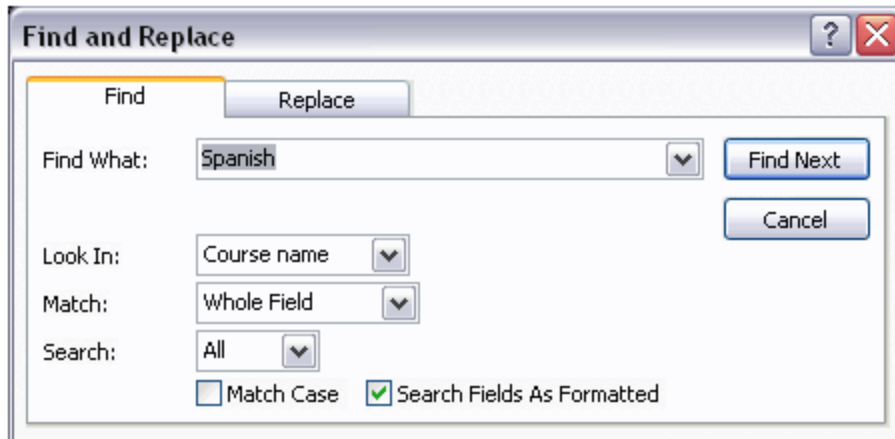 Find and Replace
Find Replace
Find What: Spanish Find Next
Cancel
Look In: Course name
Match: Whole Field
Search: All
Match Case Search Fields As Formatted